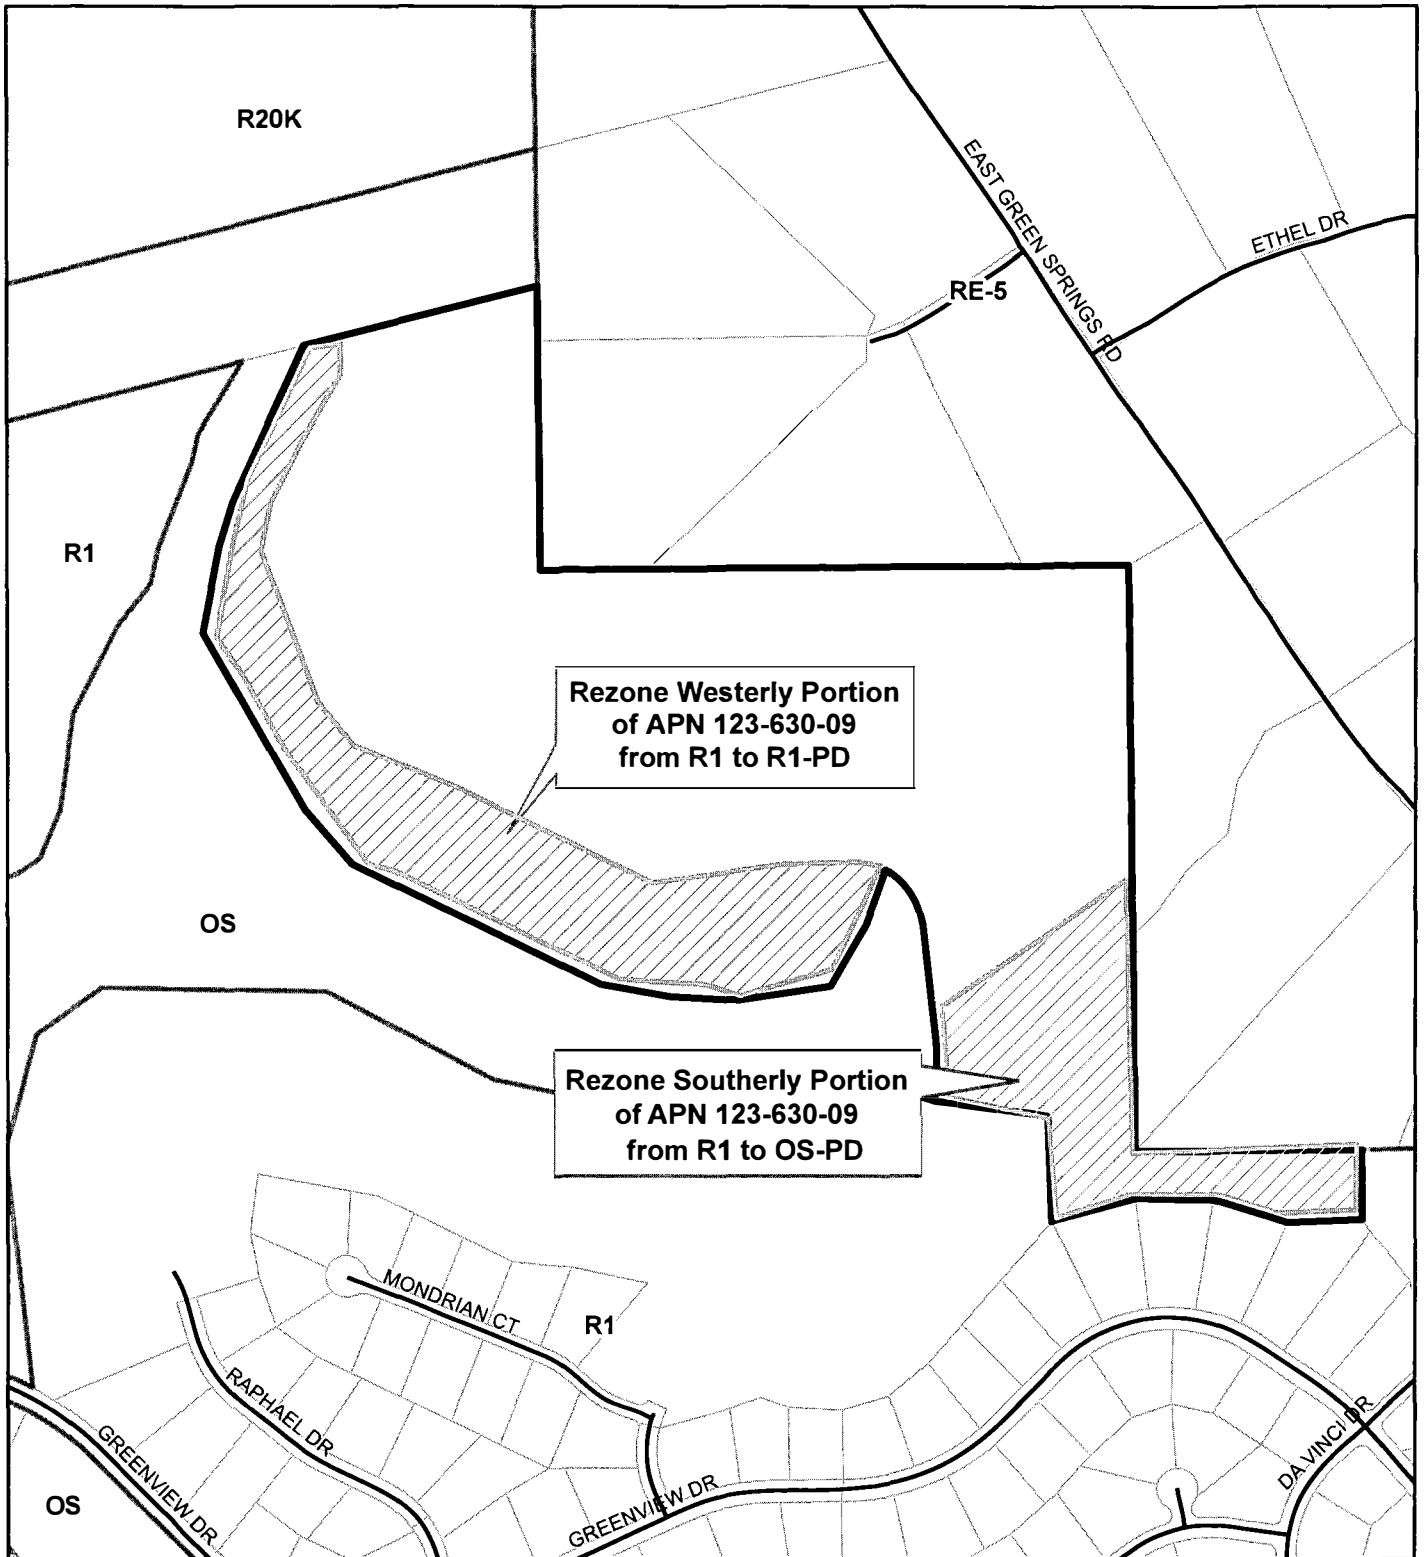 R20K
EAST GREEN SPRINGS RD
ETHEL DR
RE-5
R1
Rezone Westerly Portion
of APN 123-630-09
from R1 to R1-PD
OS
Rezone Southerly Portion
of APN 123-630-09
from R1 to OS-PD
MONDRIAN CT
R1
RAPHAEL DR
GREENVIEW DR
DA VINCI DR
OS
GREENVIEW DR